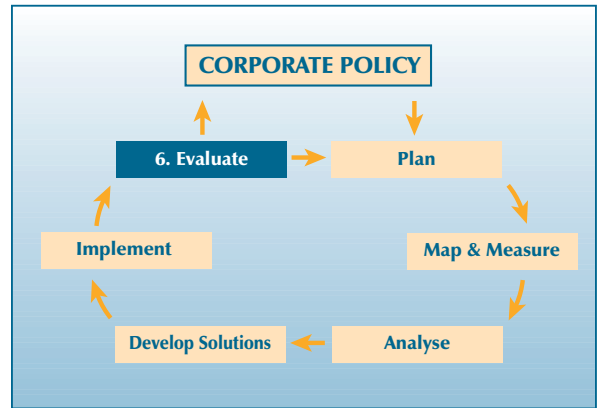 CORPORATE POLICY
6. Evaluate
Plan
Implement
Map & Measure
Develop Solutions
Analyse